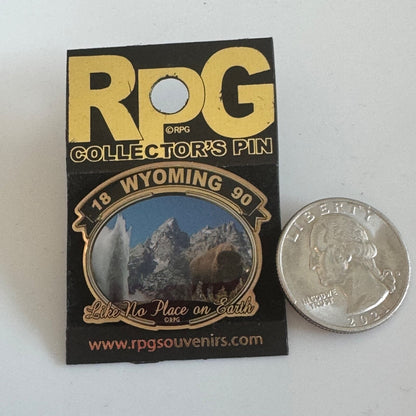 RPG
©RPG
COLLECTOR'S PIN
18 WYOMING 90
Like No Place on Earth
©RPG
www.rpgsouvenirs.com
LIBERTY
IN GOD WE
TRUST